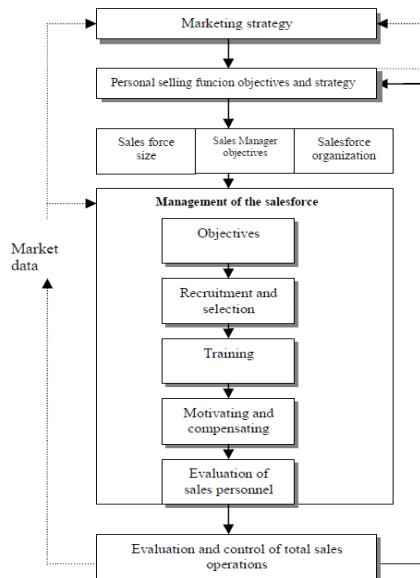 Marketing strategy
Personal selling funcion objectives and strategy
Sales force
size
Sales Manager
objectives
Salesforce
organization
Management of the salesforce
Objectives
Market
data
Recruitment and
selection
Training
Motivating and
compensating
Evaluation of
sales personnel
Evaluation and control of total sales
operations